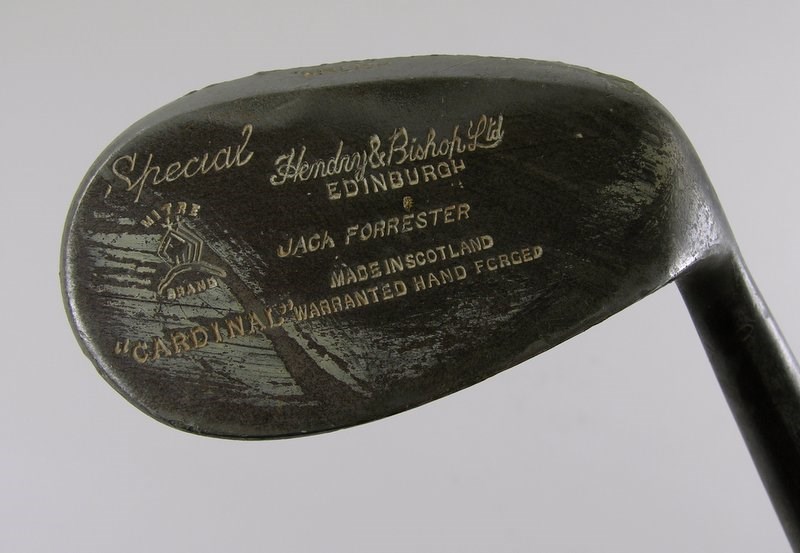 Special
Hendry & Bishop Ltd
EDINBURGH
MITRE
BRAND
JACK FORRESTER
MADE IN SCOTLAND
"CARDINAL" WARRANTED HAND FORGED